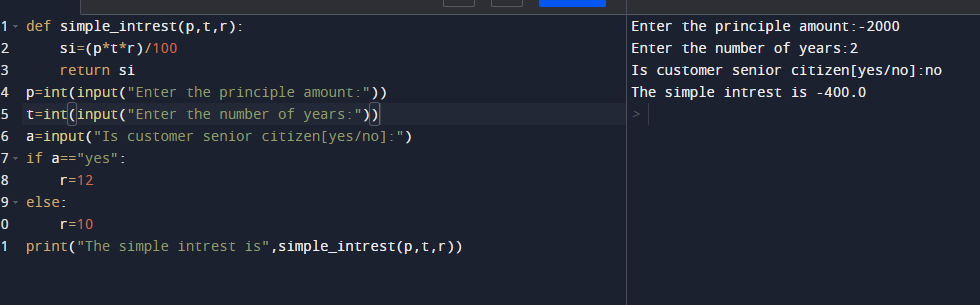 1 def simple_intrest(p,t,r):
2 si=(p*t*r)/100
3 return si
4 p=int(input("Enter the principle amount:"))
5 t=int(input("Enter the number of years:"))
6 a=input("Is customer senior citizen[yes/no]:")
7 if a=="yes":
8 r=12
9 else:
0 r=10
1 print("The simple intrest is",simple_intrest(p,t,r))
Enter the principle amount:-2000
Enter the number of years:2
Is customer senior citizen[yes/no]:no
The simple intrest is -400.0
>